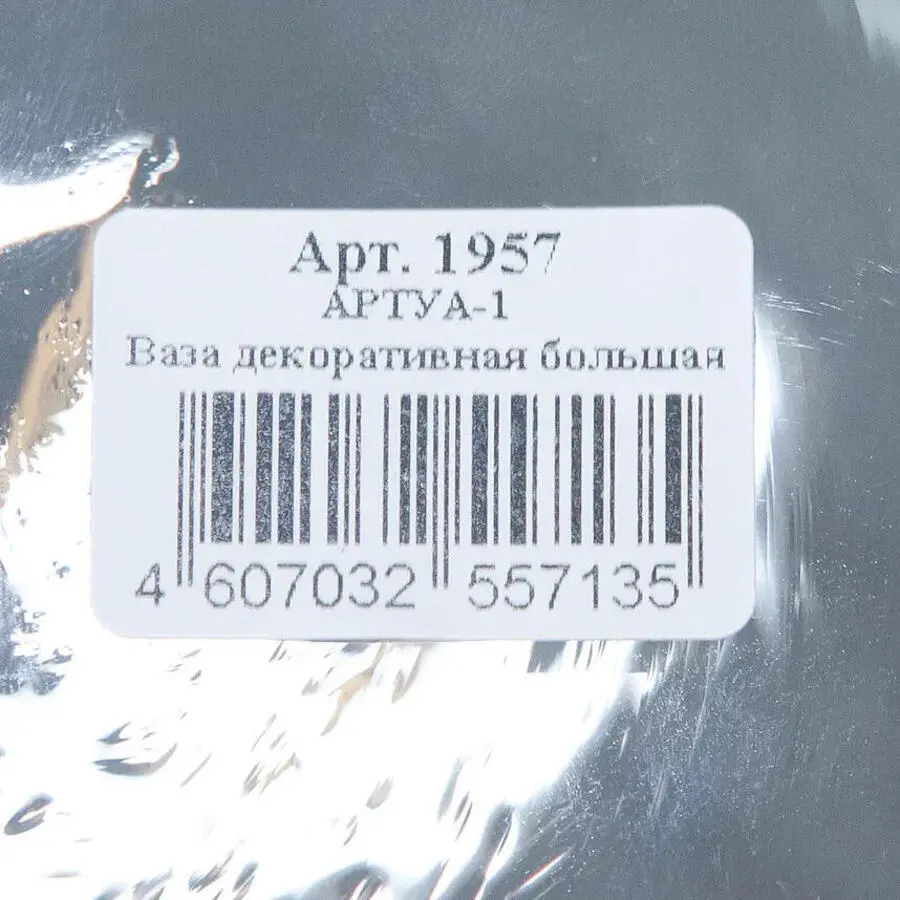 Арт. 1957
АРТУА-1
Ваза декоративная большая
4 607032 557135